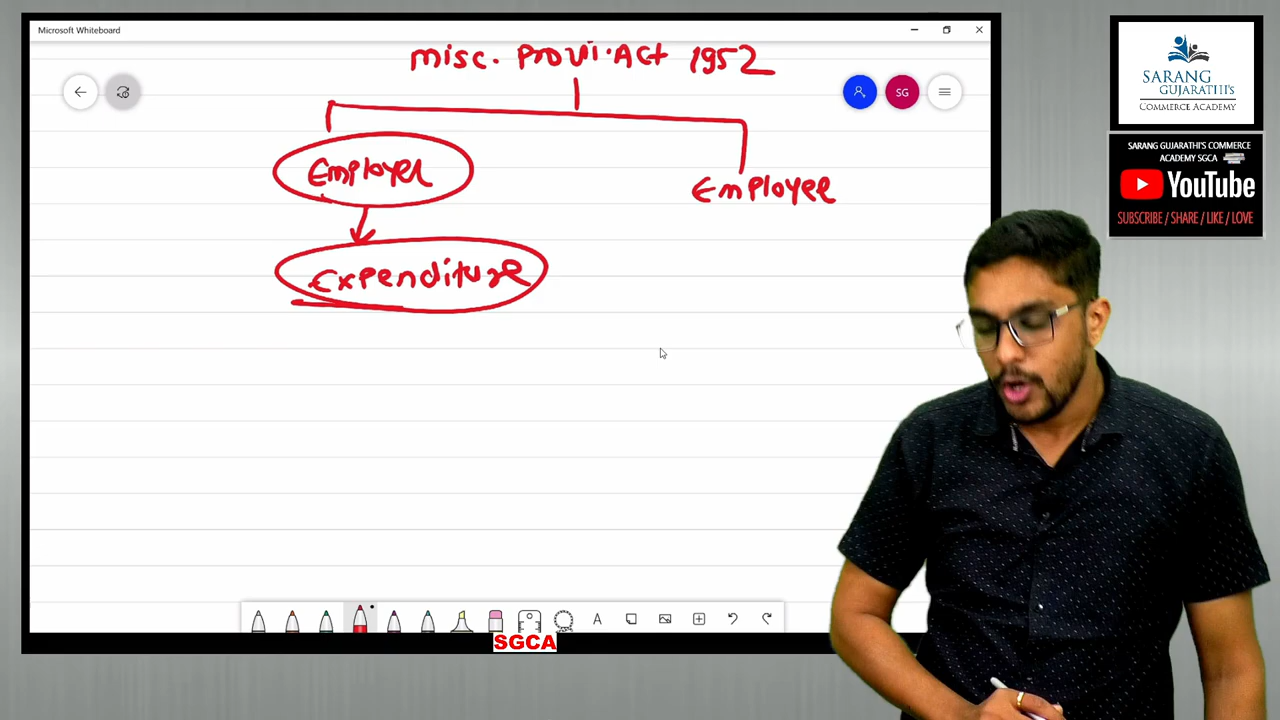 Microsoft Whiteboard
misc. Provi. Act 1952
SG
Employer
Employee
Expenditure
A
SGCA
SARANG
GUJARATHI'S
COMMERCE ACADEMY
SARANG GUJARATHI'S COMMERCE
ACADEMY SGCA
YouTube
SUBSCRIBE / SHARE / LIKE / LOVE